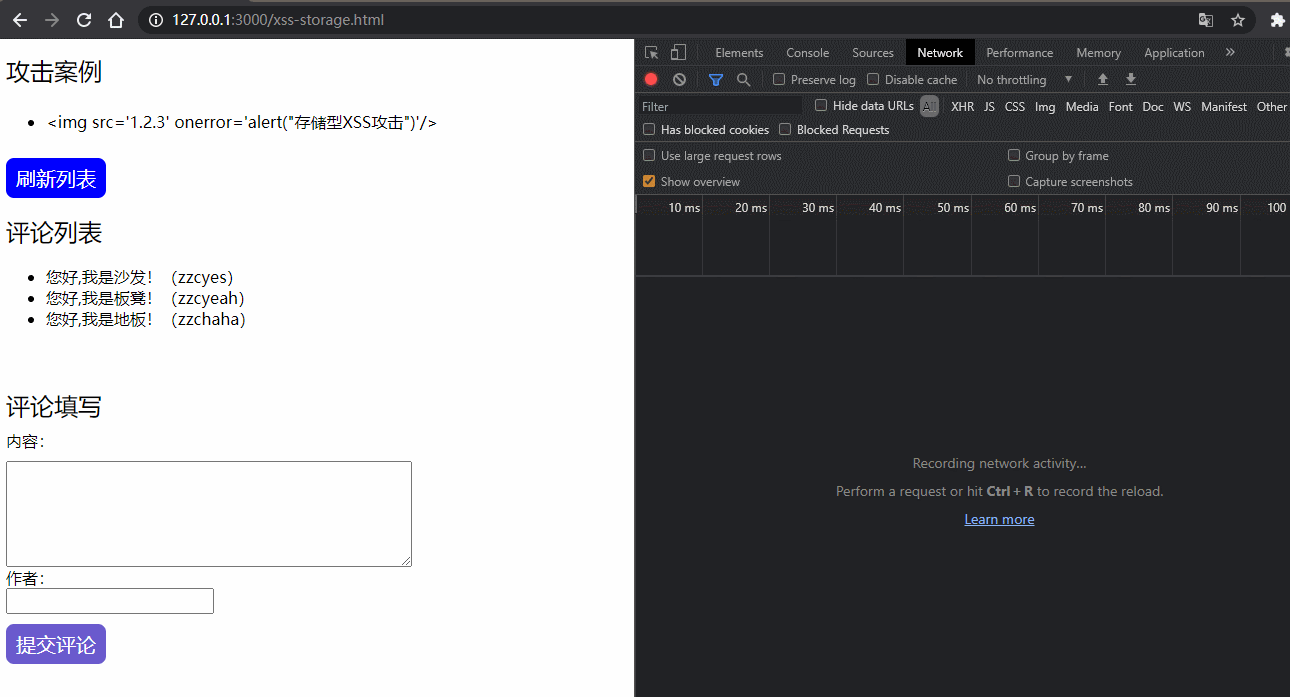 127.0.0.1:3000/xss-storage.html
攻击案例
<img src='1.2.3' onerror='alert("存储型XSS攻击")'/>
刷新列表
评论列表
您好,我是沙发！（zzcyes）
您好,我是板凳！（zzcyeah）
您好,我是地板！（zzchaha）
评论填写
内容：
作者：
提交评论
Elements Console Sources Network Performance Memory Application »
Preserve log Disable cache No throttling
Filter Hide data URLs All XHR JS CSS Img Media Font Doc WS Manifest Other
Has blocked cookies Blocked Requests
Use large request rows Group by frame
Show overview Capture screenshots
10 ms 20 ms 30 ms 40 ms 50 ms 60 ms 70 ms 80 ms 90 ms 100
Recording network activity…
Perform a request or hit Ctrl + R to record the reload.
Learn more